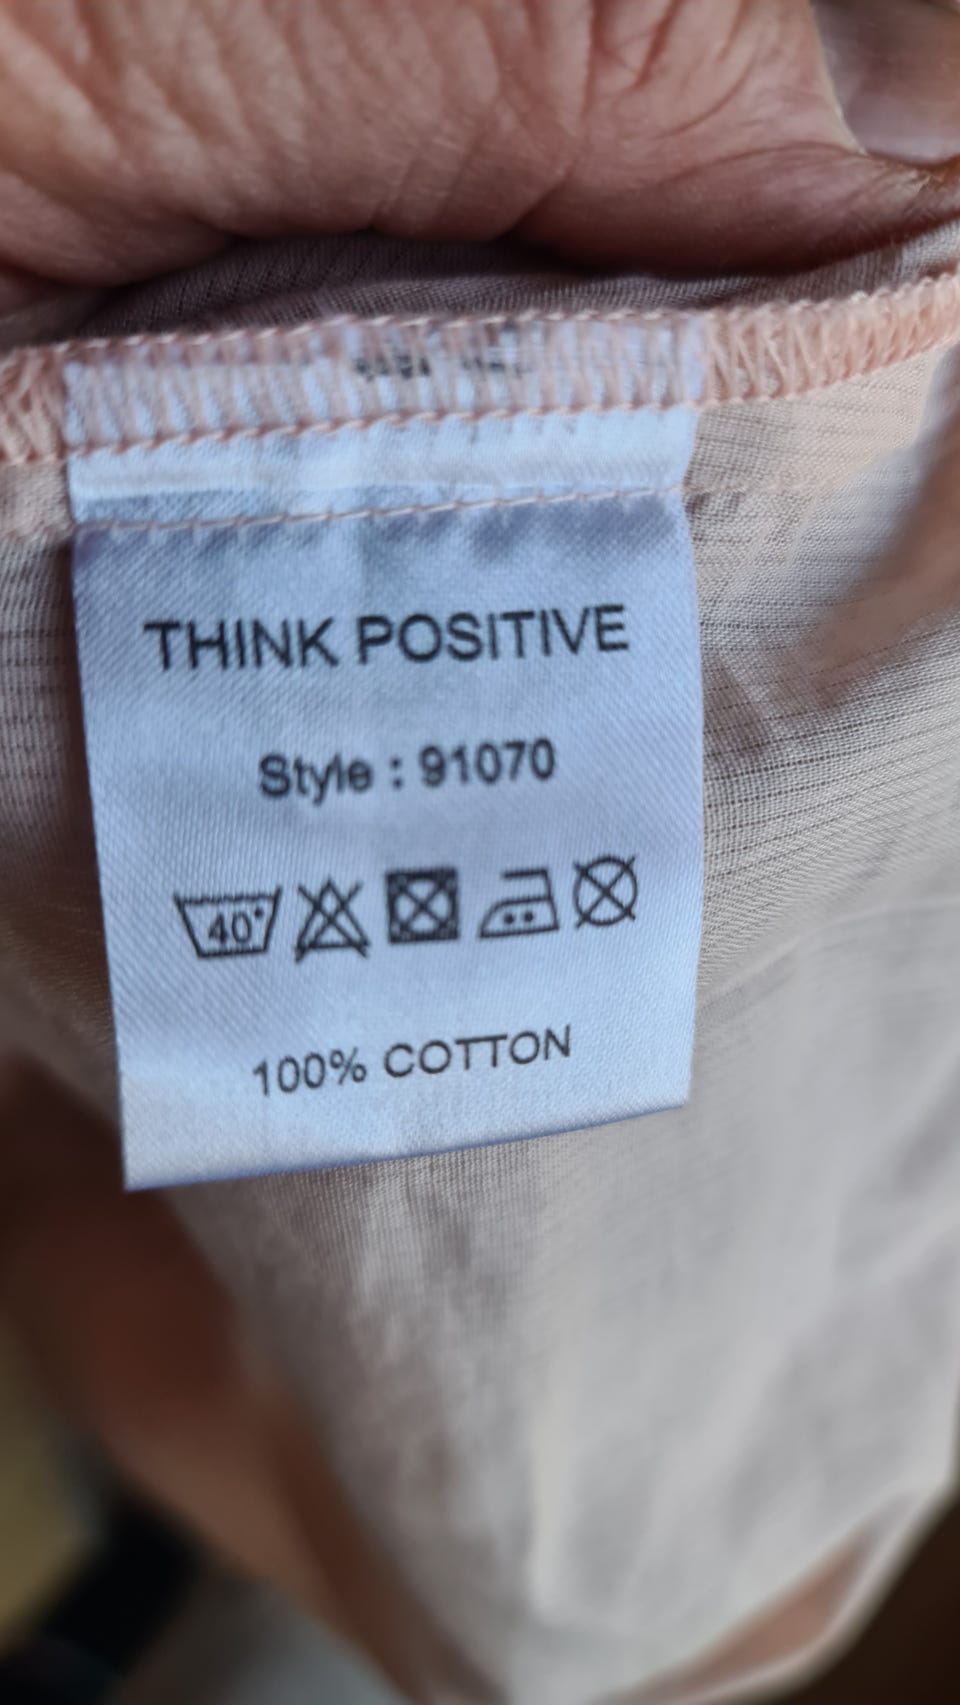 THINK POSITIVE
Style : 91070
40°
100% COTTON